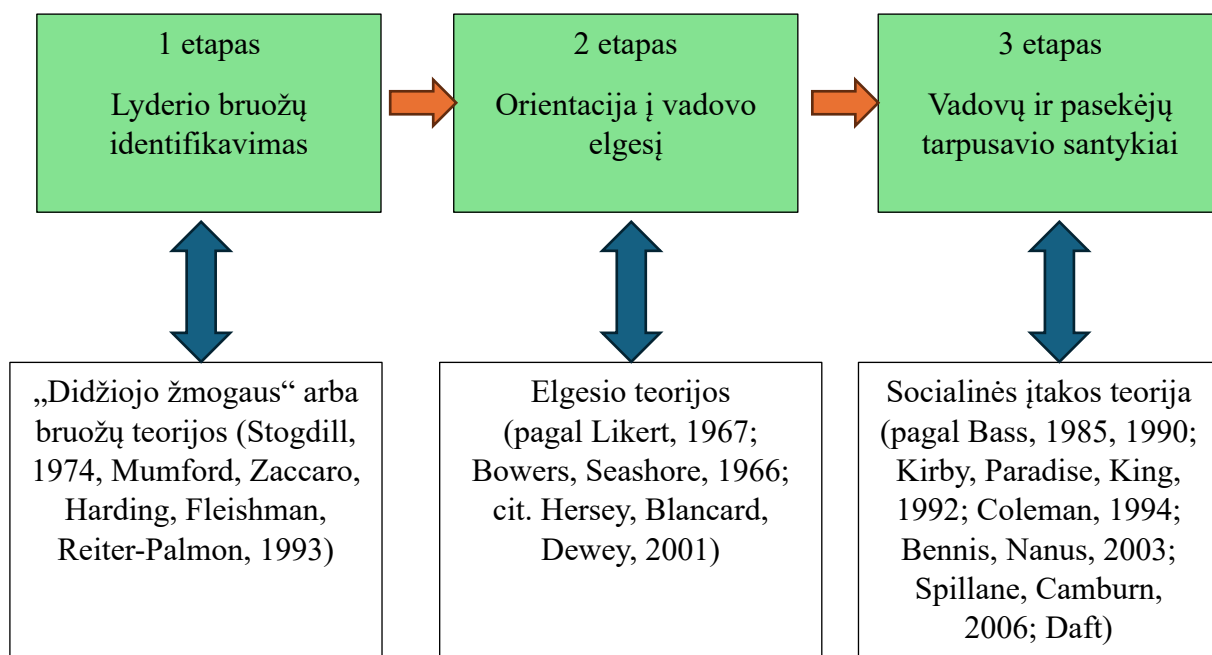 1 etapas
Lyderio bruožų
identifikavimas
2 etapas
Orientacija į vadovo
elgesį
3 etapas
Vadovų ir pasekėjų
tarpusavio santykiai
„Didžiojo žmogaus“ arba
bruožų teorijos (Stogdill,
1974, Mumford, Zaccaro,
Harding, Fleishman,
Reiter-Palmon, 1993)
Elgesio teorijos
(pagal Likert, 1967;
Bowers, Seashore, 1966;
cit. Hersey, Blancard,
Dewey, 2001)
Socialinės įtakos teorija
(pagal Bass, 1985, 1990;
Kirby, Paradise, King,
1992; Coleman, 1994;
Bennis, Nanus, 2003;
Spillane, Camburn,
2006; Daft)